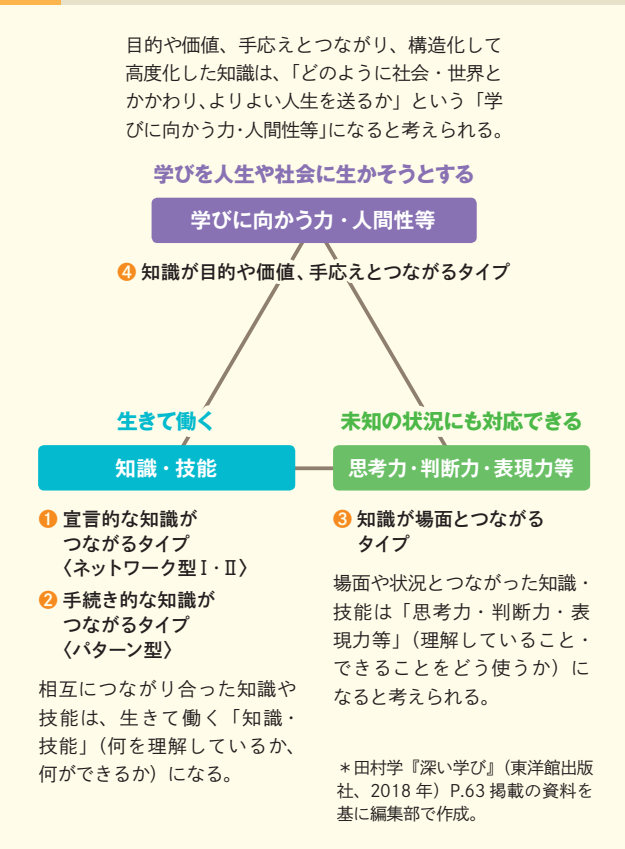 目的や価値、手応えとつながり、構造化して
高度化した知識は、「どのように社会・世界と
かかわり、よりよい人生を送るか」という「学
びに向かう力・人間性等」になると考えられる。
学びを人生や社会に生かそうとする
学びに向かう力・人間性等
❹ 知識が目的や価値、手応えとつながるタイプ
生きて働く
知識・技能
❶ 宣言的な知識が
つながるタイプ
〈ネットワーク型Ⅰ・Ⅱ〉
❷ 手続き的な知識が
つながるタイプ
〈パターン型〉
相互につながり合った知識や
技能は、生きて働く「知識・
技能」（何を理解しているか、
何ができるか）になる。
未知の状況にも対応できる
思考力・判断力・表現力等
❸ 知識が場面とつながる
タイプ
場面や状況とつながった知識・
技能は「思考力・判断力・表
現力等」（理解していること・
できることをどう使うか）に
なると考えられる。
＊田村学『深い学び』（東洋館出版
社、2018 年）P.63 掲載の資料を
基に編集部で作成。